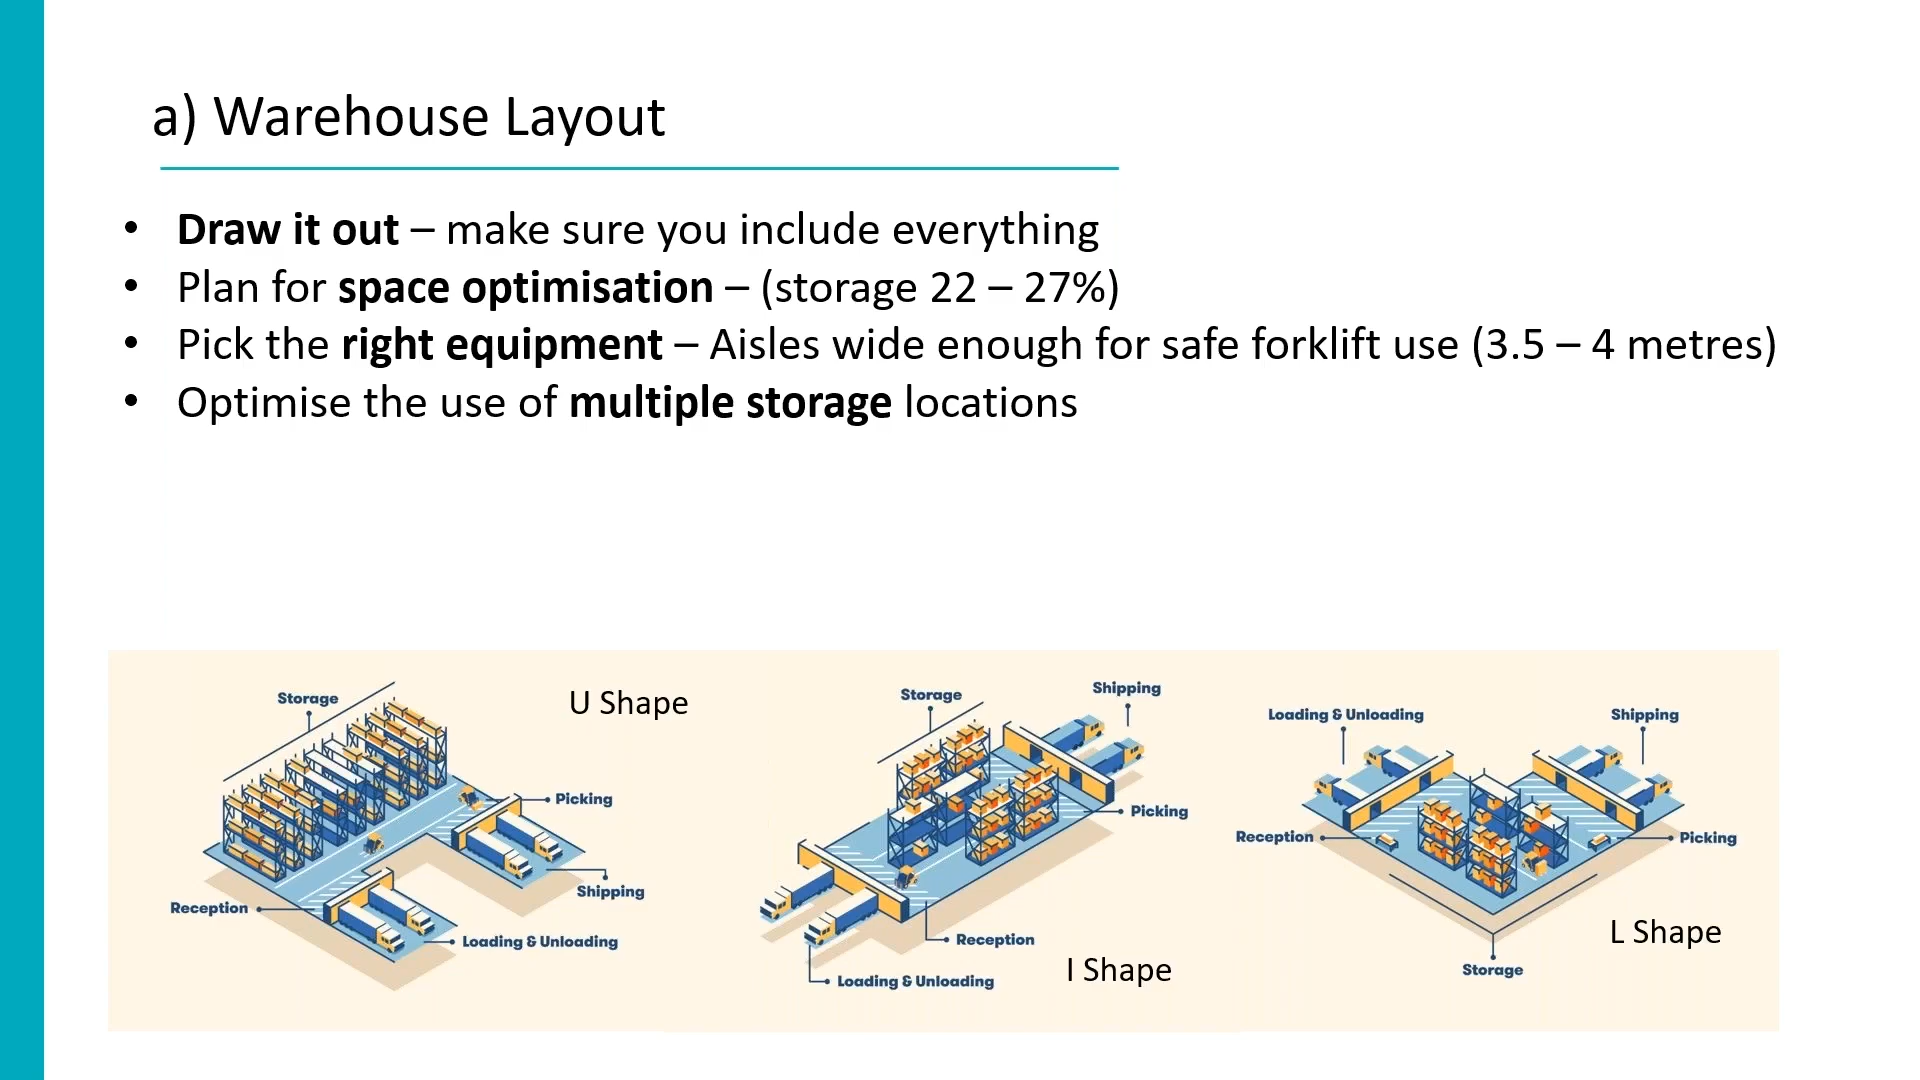 a) Warehouse Layout
• Draw it out – make sure you include everything
• Plan for space optimisation – (storage 22 – 27%)
• Pick the right equipment – Aisles wide enough for safe forklift use (3.5 – 4 metres)
• Optimise the use of multiple storage locations
Storage
U Shape
Picking
Shipping
Reception
Loading & Unloading
Storage
Shipping
Picking
Reception
Loading & Unloading
I Shape
Loading & Unloading
Shipping
Reception
Picking
L Shape
Storage